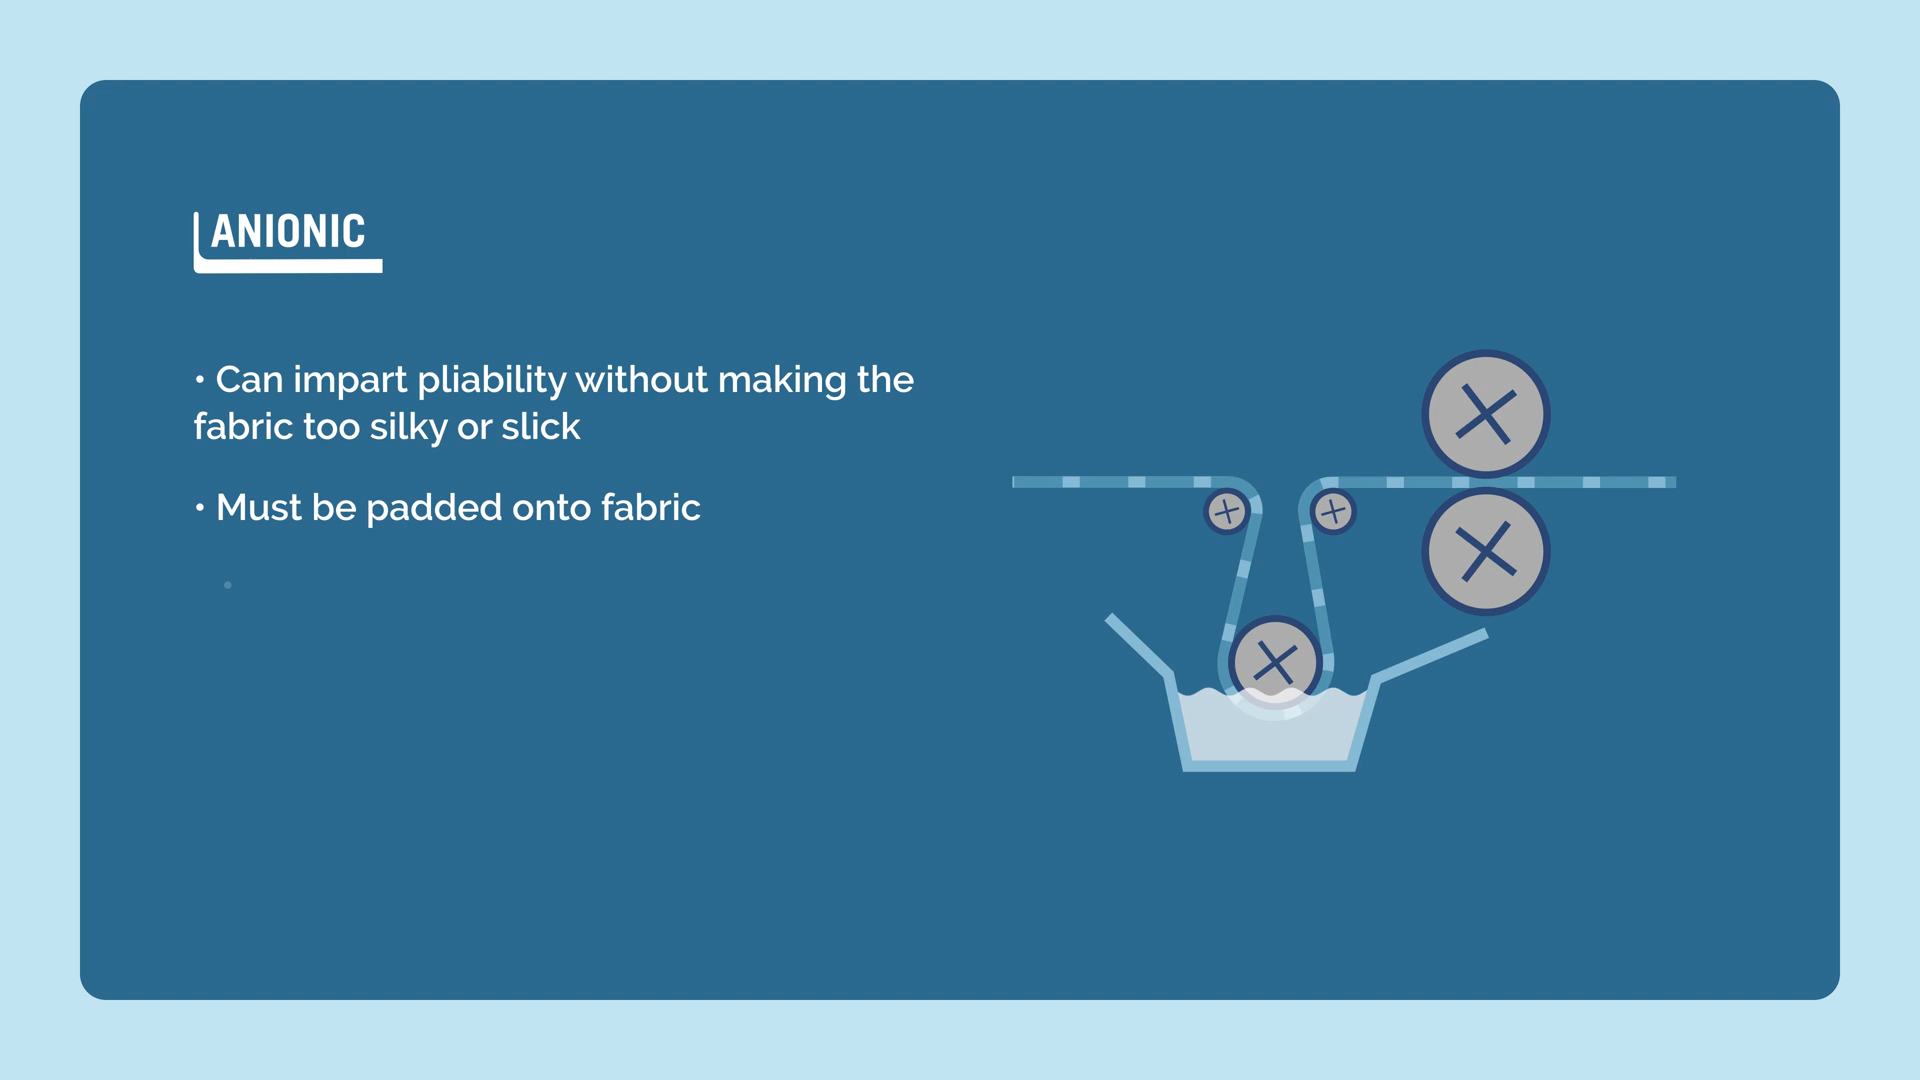 ANIONIC
• Can impart pliability without making the
fabric too silky or slick
• Must be padded onto fabric
•